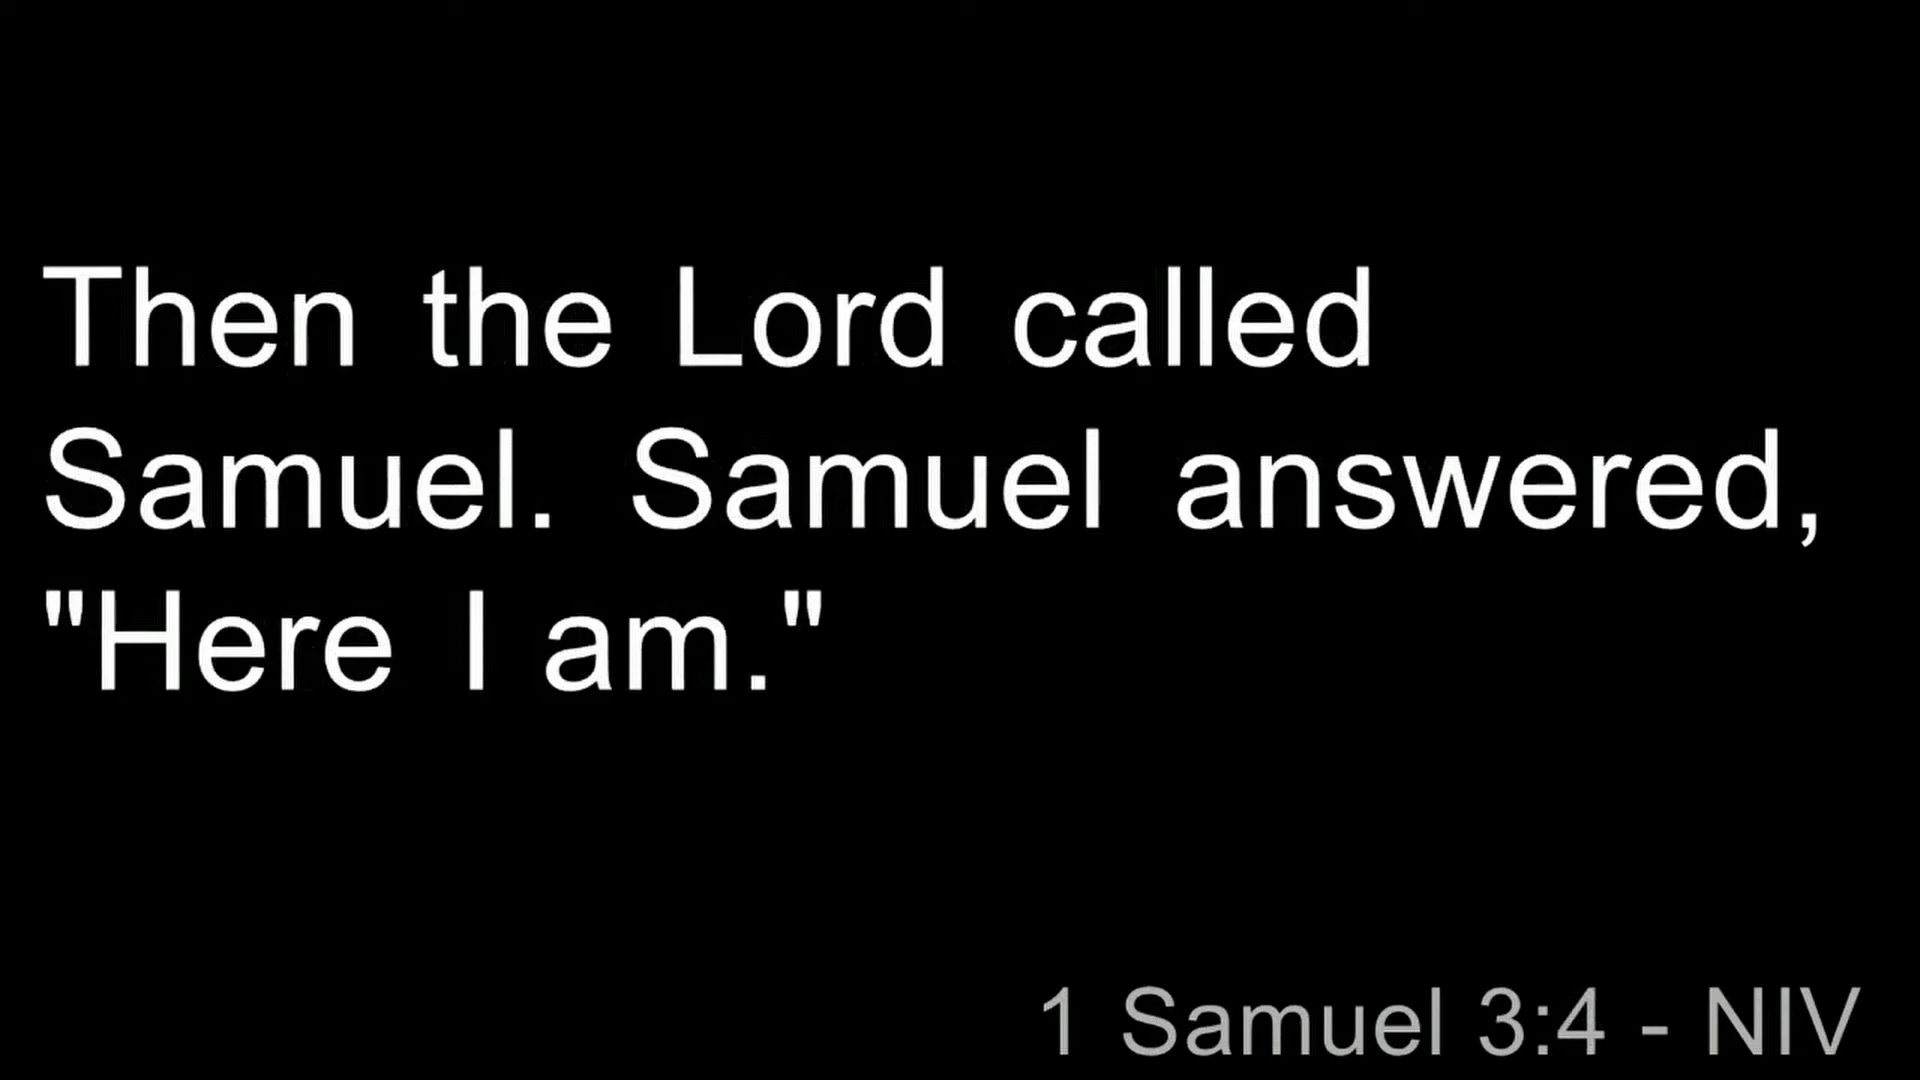 Then the Lord called
Samuel. Samuel answered,
"Here I am."
1 Samuel 3:4 - NIV